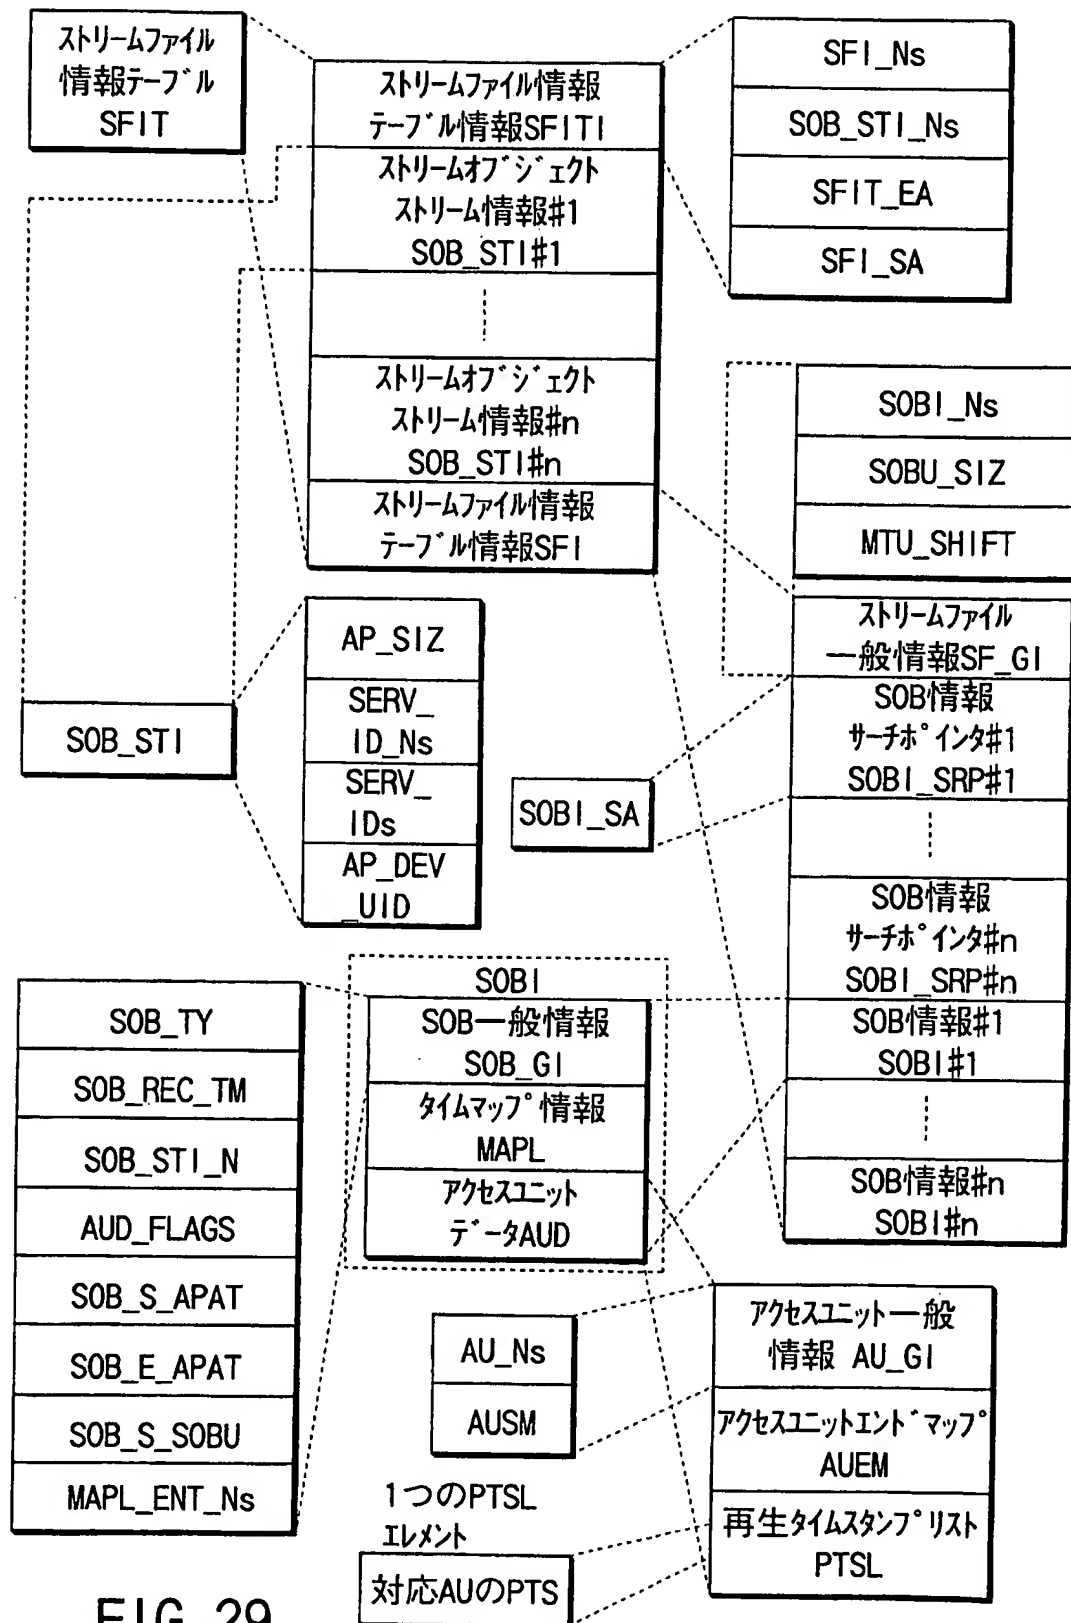 ストリームファイル
情報テーブル
SFIT
ストリームファイル情報
テーブル情報SFITI
ストリームオブジェクト
ストリーム情報#1
SOB_STI#1
ストリームオブジェクト
ストリーム情報#n
SOB_STI#n
ストリームファイル情報
テーブル情報SFI
SFI_Ns
SOB_STI_Ns
SFIT_EA
SFI_SA
SOBI_Ns
SOBU_SIZ
MTU_SHIFT
ストリームファイル
一般情報SF_GI
SOB情報
サーチポインタ#1
SOBI_SRP#1
SOB情報
サーチポインタ#n
SOBI_SRP#n
SOB情報#1
SOBI#1
SOB情報#n
SOBI#n
SOB_STI
AP_SIZ
SERV_
ID_Ns
SERV_
IDs
AP_DEV
_UID
SOBI_SA
SOBI
SOB一般情報
SOB_GI
タイムマップ情報
MAPL
アクセスユニット
データAUD
SOB_TY
SOB_REC_TM
SOB_STI_N
AUD_FLAGS
SOB_S_APAT
SOB_E_APAT
SOB_S_SOBU
MAPL_ENT_Ns
AU_Ns
AUSM
アクセスユニット一般
情報 AU_GI
アクセスユニットエンドマップ
AUEM
再生タイムスタンプリスト
PTSL
1つのPTSL
エレメント
対応AUのPTS
FIG. 29